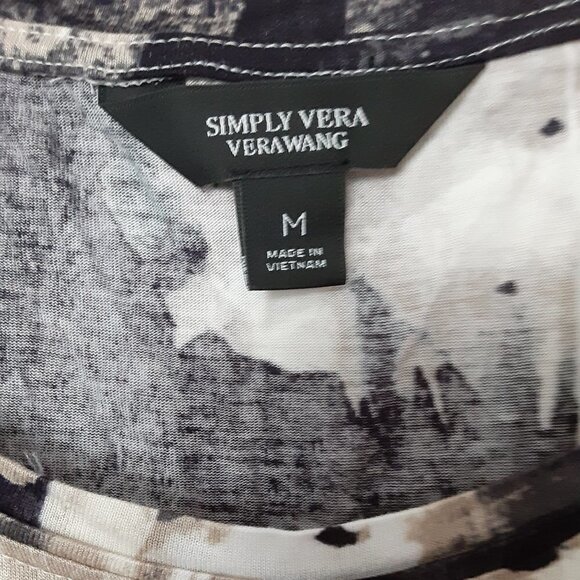 SIMPLY VERA
VERAWANG
M
MADE IN
VIETNAM